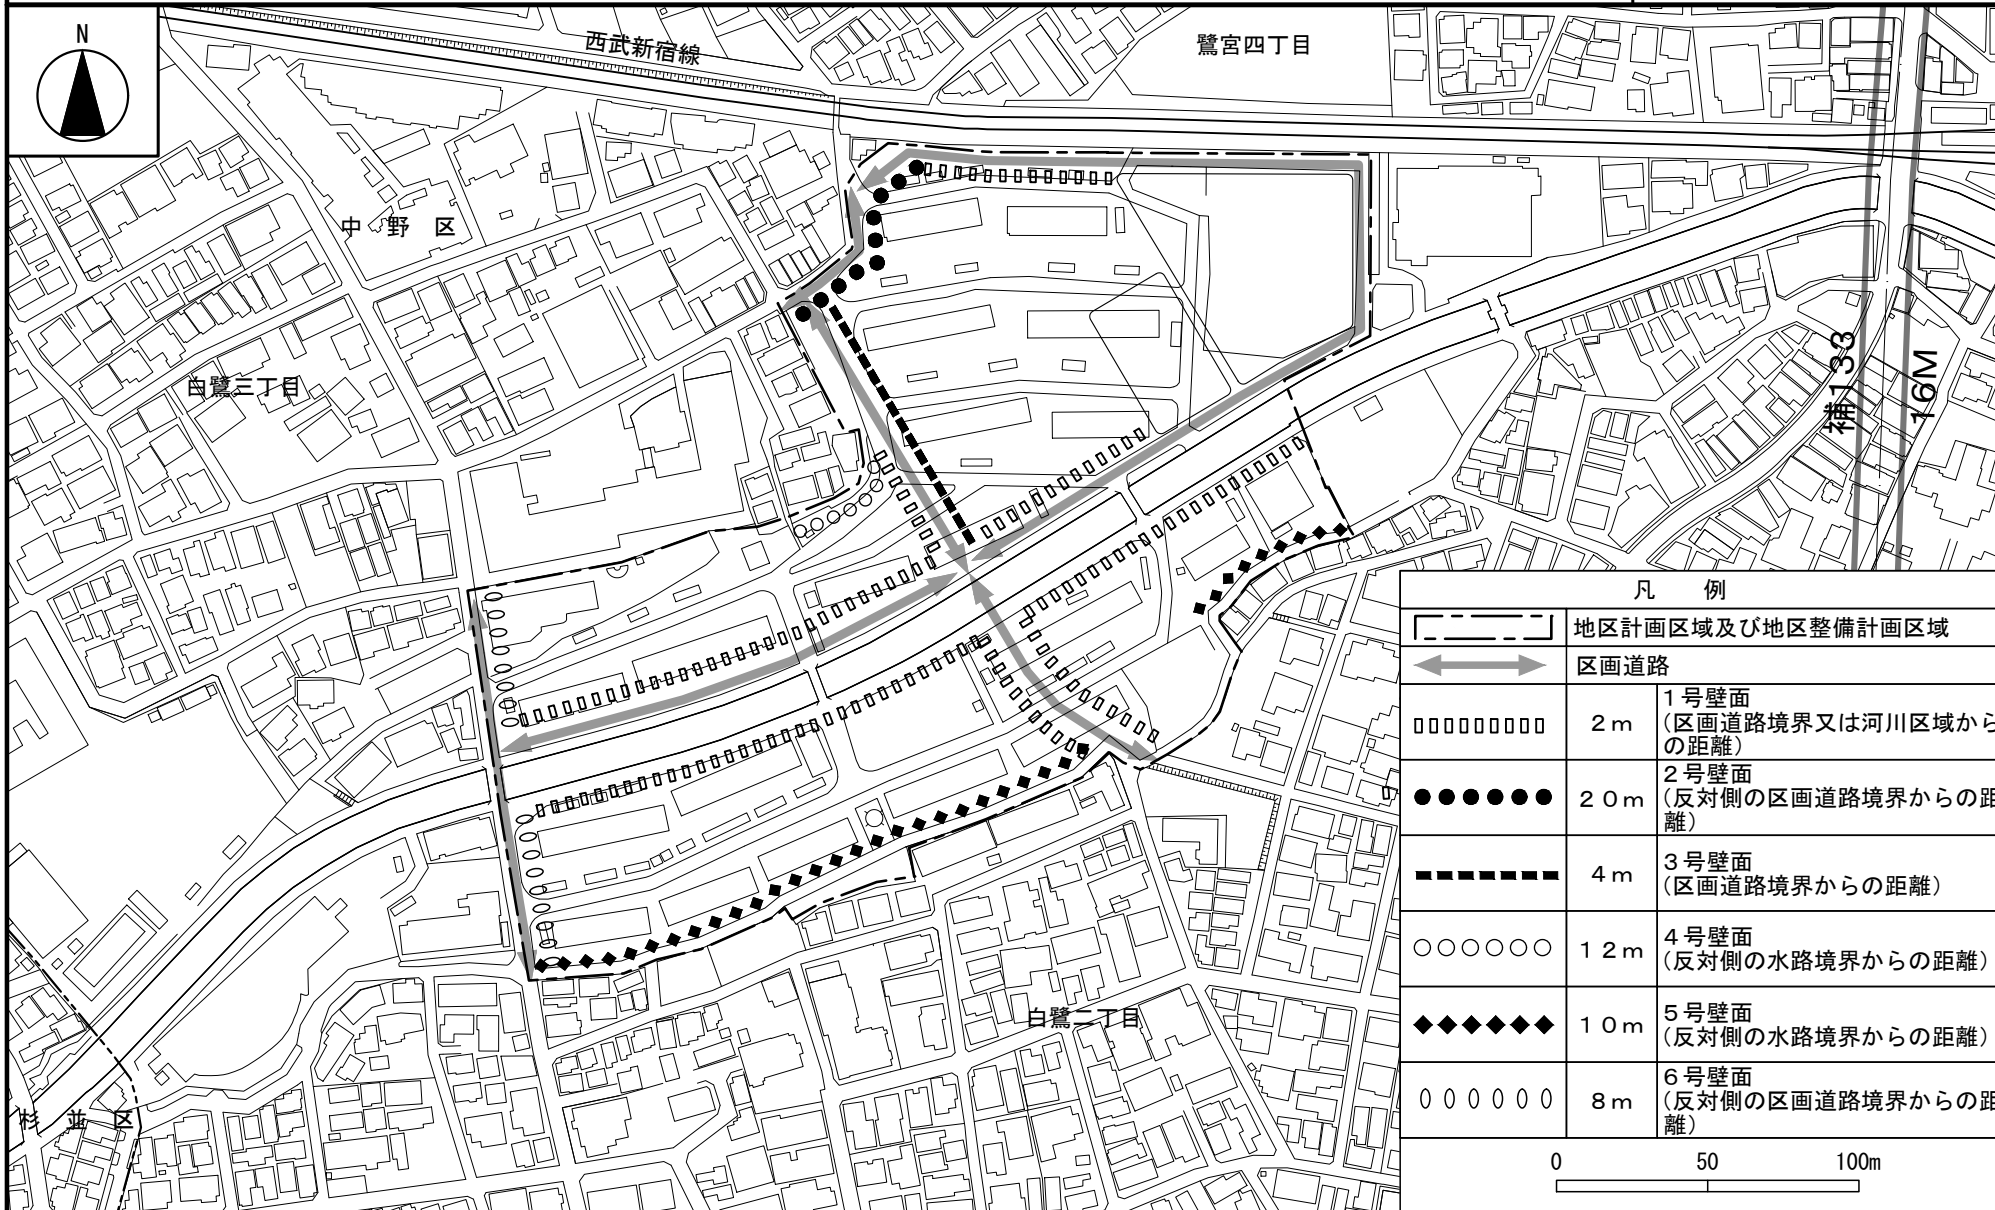 N
西武新宿線
鷺宮四丁目
中野区
白鷺三丁目
補133
16M
凡 例
地区計画区域及び地区整備計画区域
区画道路
2m
1号壁面
(区画道路境界又は河川区域から
の距離)
20m
2号壁面
(反対側の区画道路境界からの距
離)
4m
3号壁面
(区画道路境界からの距離)
12m
4号壁面
(反対側の水路境界からの距離)
10m
5号壁面
(反対側の水路境界からの距離)
8m
6号壁面
(反対側の区画道路境界からの距
離)
白鷺二丁目
杉並区
0 50 100m